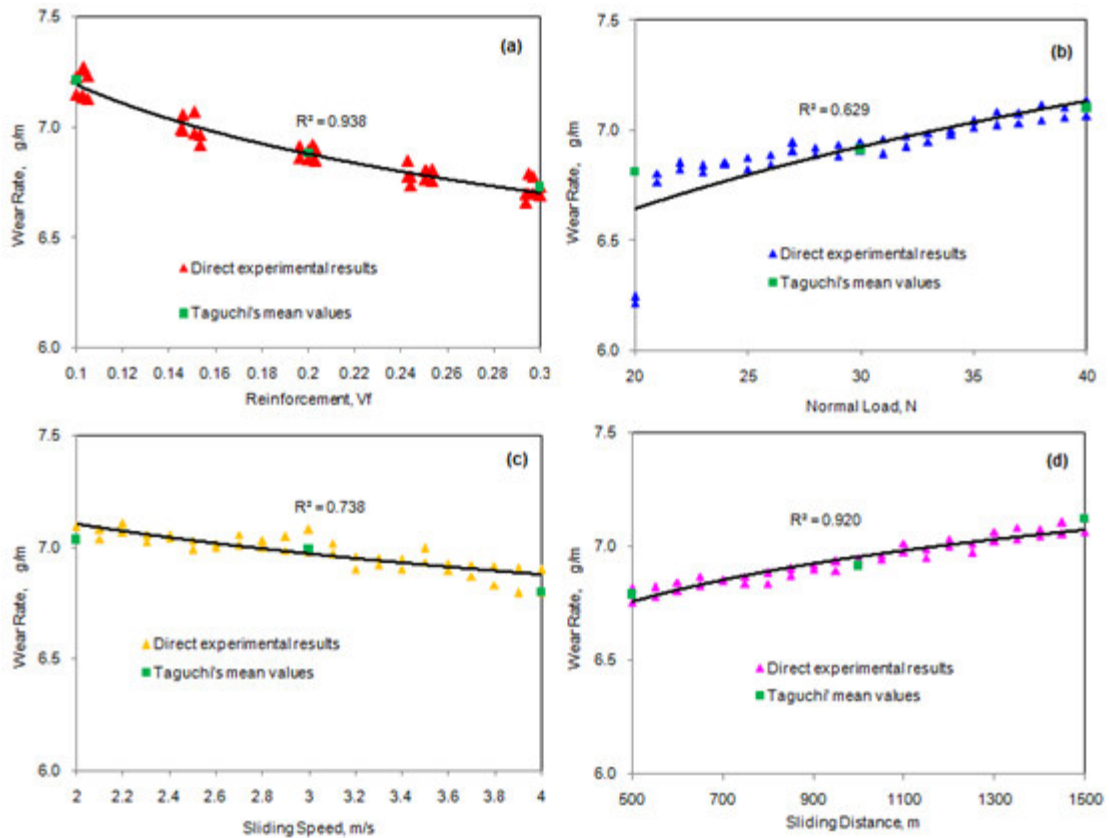 7.5
(a)
7.0
R² = 0.938
Wear Rate, g/m
6.5
Direct experimental results
Taguchi's mean values
6.0
0.1 0.12 0.14 0.16 0.18 0.2 0.22 0.24 0.26 0.28 0.3
Reinforcement, Vf
7.5
(b)
R² = 0.629
7.0
Wear Rate, g/m
6.5
Direct experimental results
Taguchi's mean values
6.0
20 25 30 35 40
Normal Load, N
7.5
(c)
R² = 0.738
7.0
Wear Rate, g/m
Direct experimental results
6.5
Taguchi's mean values
6.0
2 2.2 2.4 2.6 2.8 3 3.2 3.4 3.6 3.8 4
Sliding Speed, m/s
7.5
(d)
R² = 0.920
7.0
Wear Rate, g/m
6.5
Direct experimental results
Taguchi' mean values
6.0
500 700 900 1100 1300 1500
Sliding Distance, m